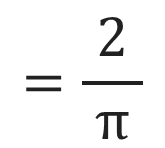 = 2/π